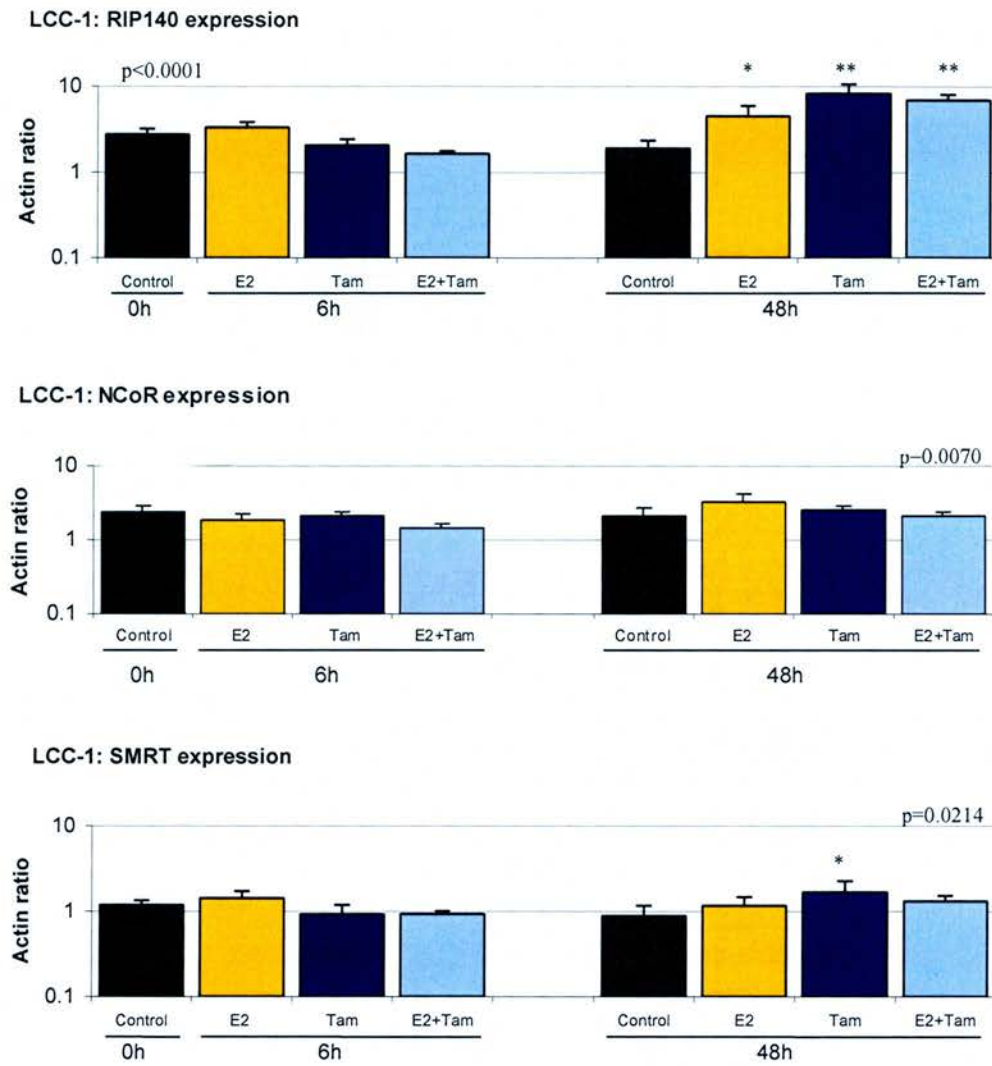 LCC-1: RIP140 expression
p<0.0001
* ** **
10
1
0.1
Actin ratio
Control E2 Tam E2+Tam Control E2 Tam E2+Tam
0h 6h 48h
LCC-1: NCoR expression
p=0.0070
10
1
0.1
Actin ratio
Control E2 Tam E2+Tam Control E2 Tam E2+Tam
0h 6h 48h
LCC-1: SMRT expression
p=0.0214
*
10
1
0.1
Actin ratio
Control E2 Tam E2+Tam Control E2 Tam E2+Tam
0h 6h 48h